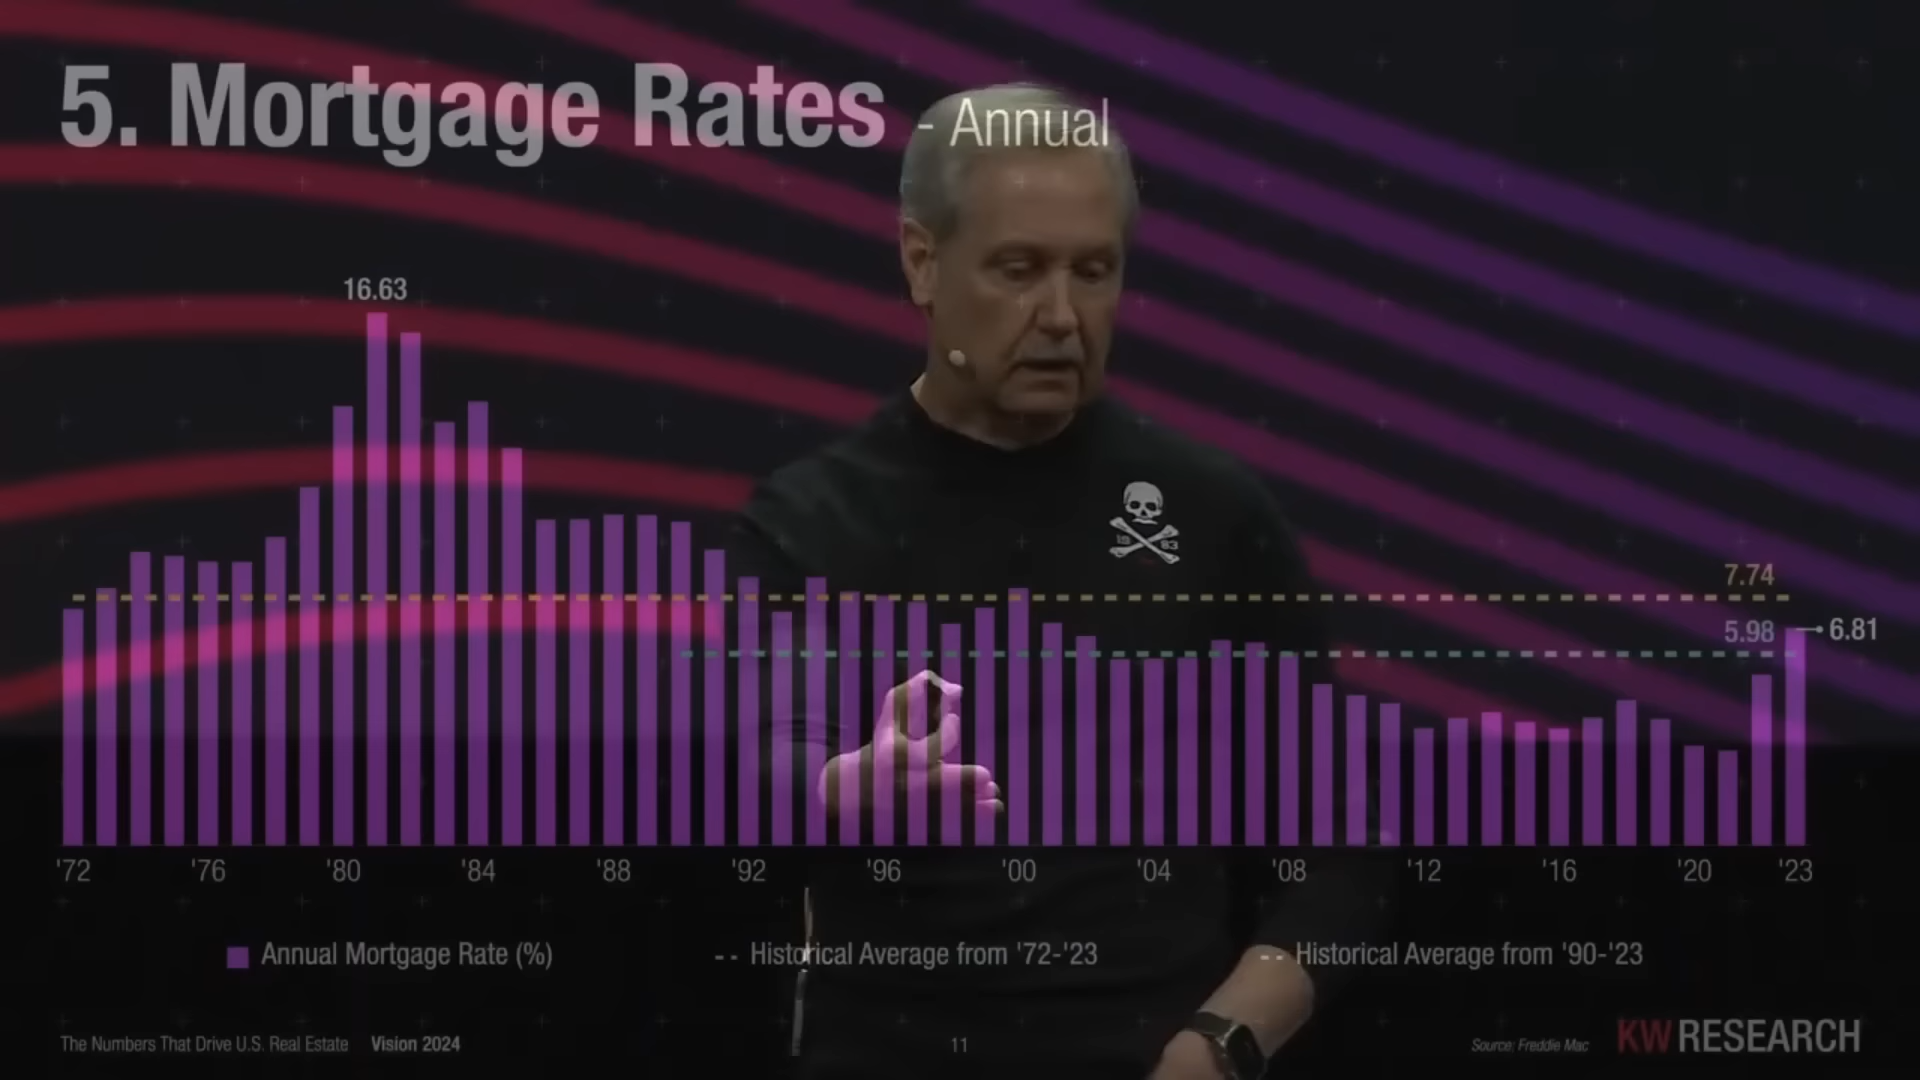 5. Mortgage Rates - Annual
16.63
7.74
5.98
6.81
19 83
'72 '76 '80 '84 '88 '92 '96 '00 '04 '08 '12 '16 '20 '23
Annual Mortgage Rate (%) -- Historical Average from '72-'23 -- Historical Average from '90-'23
The Numbers That Drive U.S. Real Estate Vision 2024 11 Source: Freddie Mac KW RESEARCH